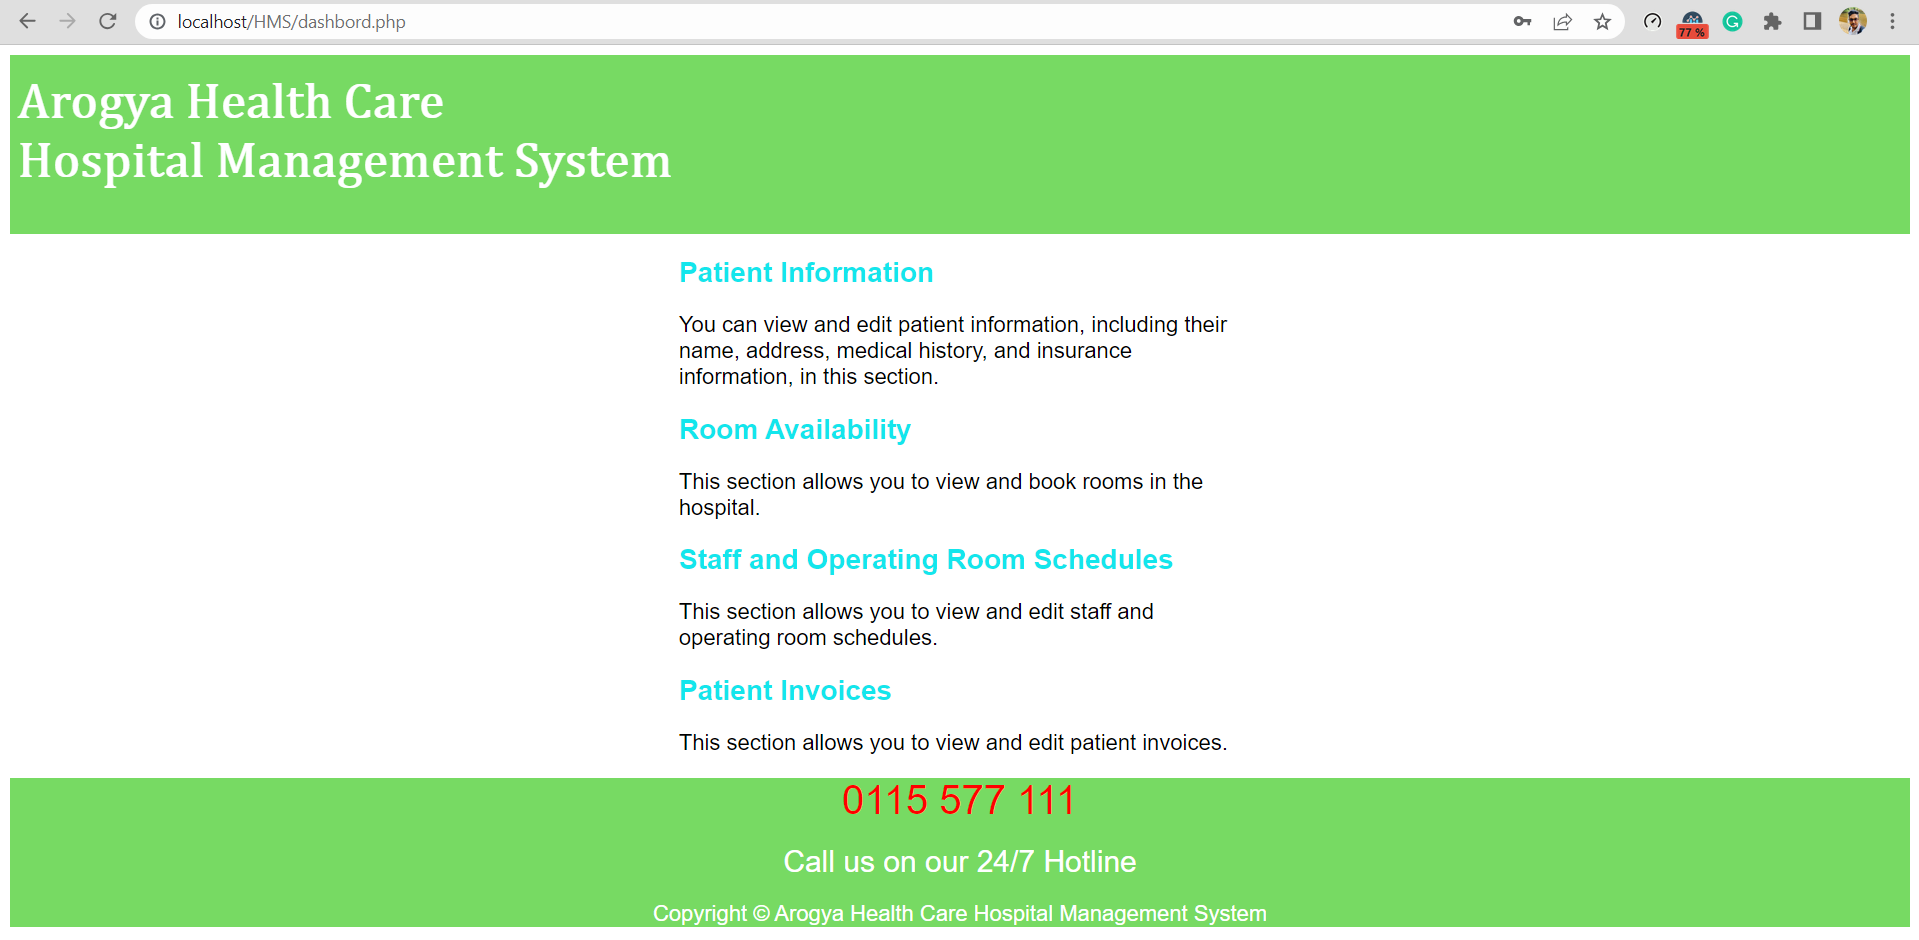 localhost/HMS/dashbord.php
77 %
Arogya Health Care
Hospital Management System
Patient Information
You can view and edit patient information, including their
name, address, medical history, and insurance
information, in this section.
Room Availability
This section allows you to view and book rooms in the
hospital.
Staff and Operating Room Schedules
This section allows you to view and edit staff and
operating room schedules.
Patient Invoices
This section allows you to view and edit patient invoices.
0115 577 111
Call us on our 24/7 Hotline
Copyright © Arogya Health Care Hospital Management System